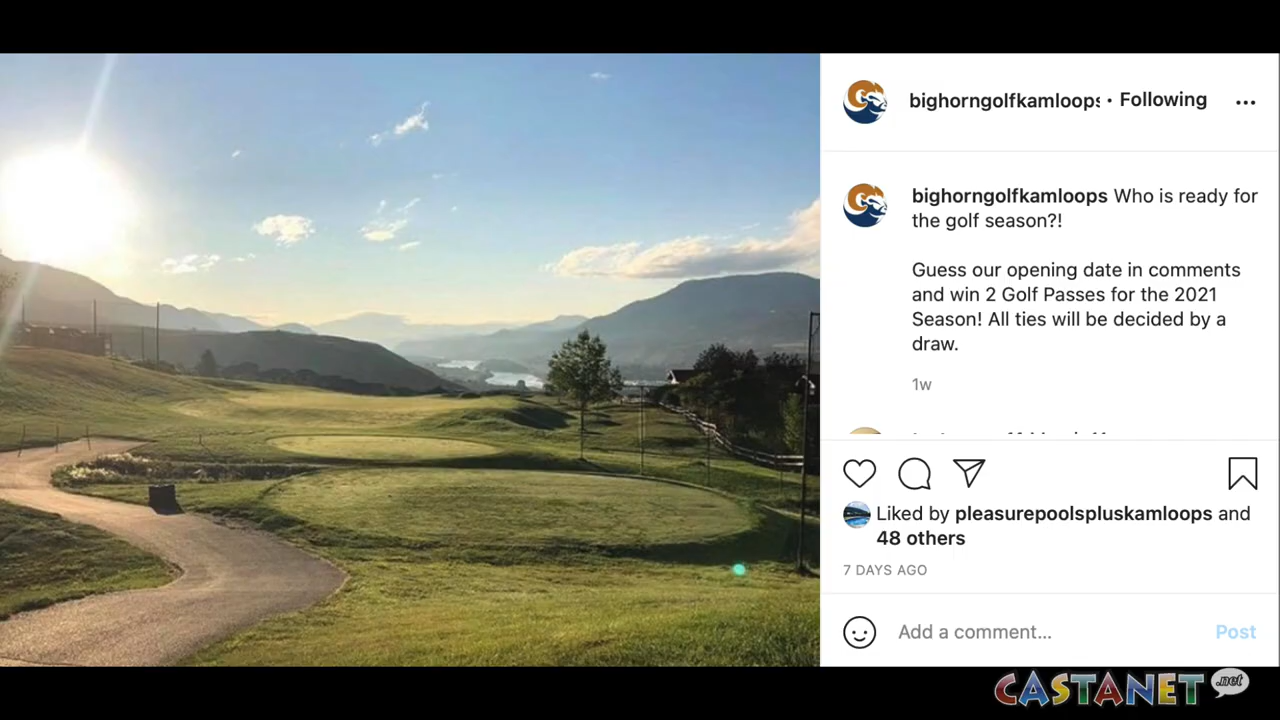 bighorngolfkamloops • Following
bighorngolfkamloops Who is ready for
the golf season?!
Guess our opening date in comments
and win 2 Golf Passes for the 2021
Season! All ties will be decided by a
draw.
1w
Liked by pleasurepoolspluskamloops and
48 others
7 DAYS AGO
Add a comment...
Post
CASTANET .net